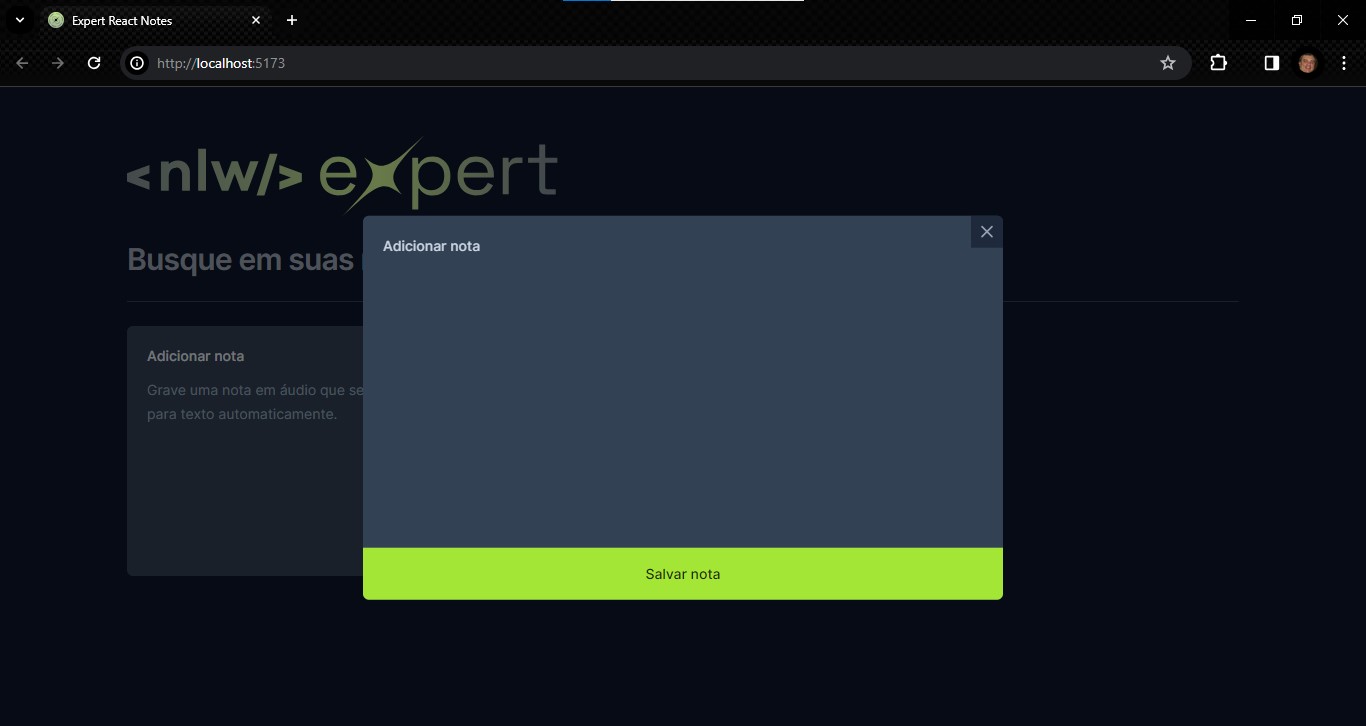 Expert React Notes
http://localhost:5173
<nlw/> expert
Busque em suas
Adicionar nota
Adicionar nota
Grave uma nota em áudio que se
para texto automaticamente.
Salvar nota